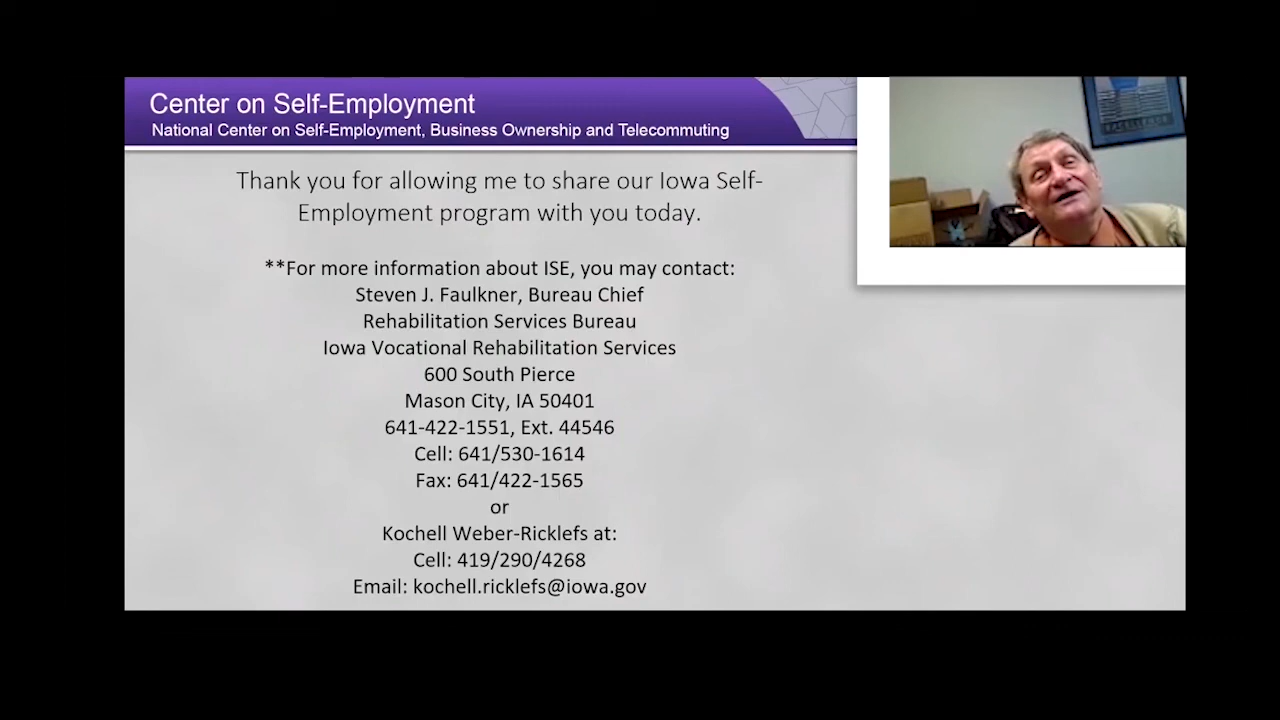 Center on Self-Employment
National Center on Self-Employment, Business Ownership and Telecommuting
Thank you for allowing me to share our Iowa Self-
Employment program with you today.
**For more information about ISE, you may contact:
Steven J. Faulkner, Bureau Chief
Rehabilitation Services Bureau
Iowa Vocational Rehabilitation Services
600 South Pierce
Mason City, IA 50401
641-422-1551, Ext. 44546
Cell: 641/530-1614
Fax: 641/422-1565
or
Kochell Weber-Ricklefs at:
Cell: 419/290/4268
Email: kochell.ricklefs@iowa.gov